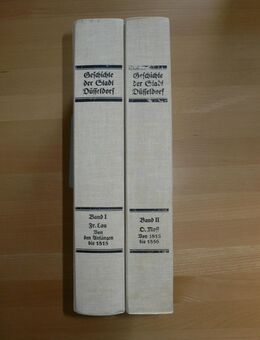 Geschichte
der Stadt
Düsseldorf
Band I
Fr. Lau
Von
den Anfängen
bis 1815
Geschichte
der Stadt
Düsseldorf
Band II
O. Most
Von 1815
bis 1856